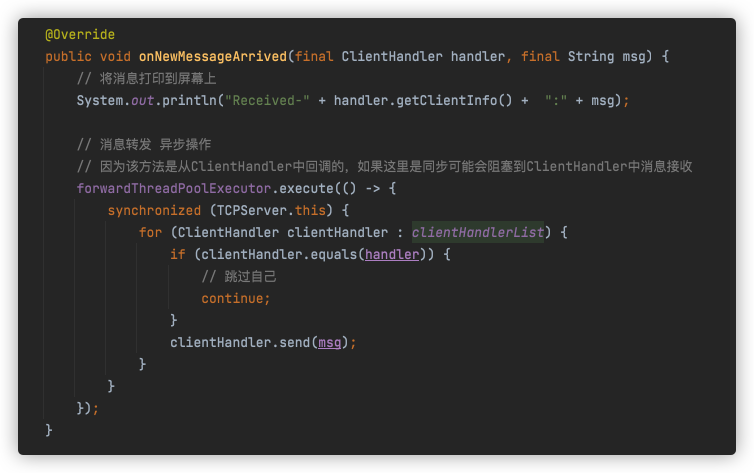 @Override
public void onNewMessageArrived(final ClientHandler handler, final String msg) {
// 将消息打印到屏幕上
System.out.println("Received-" + handler.getClientInfo() +  ":" + msg);
// 消息转发 异步操作
// 因为该方法是从ClientHandler中回调的，如果这里是同步可能会阻塞到ClientHandler中消息接收
forwardThreadPoolExecutor.execute(() -> {
synchronized (TCPServer.this) {
for (ClientHandler clientHandler : clientHandlerList) {
if (clientHandler.equals(handler)) {
// 跳过自己
continue;
}
clientHandler.send(msg);
}
}
});
}